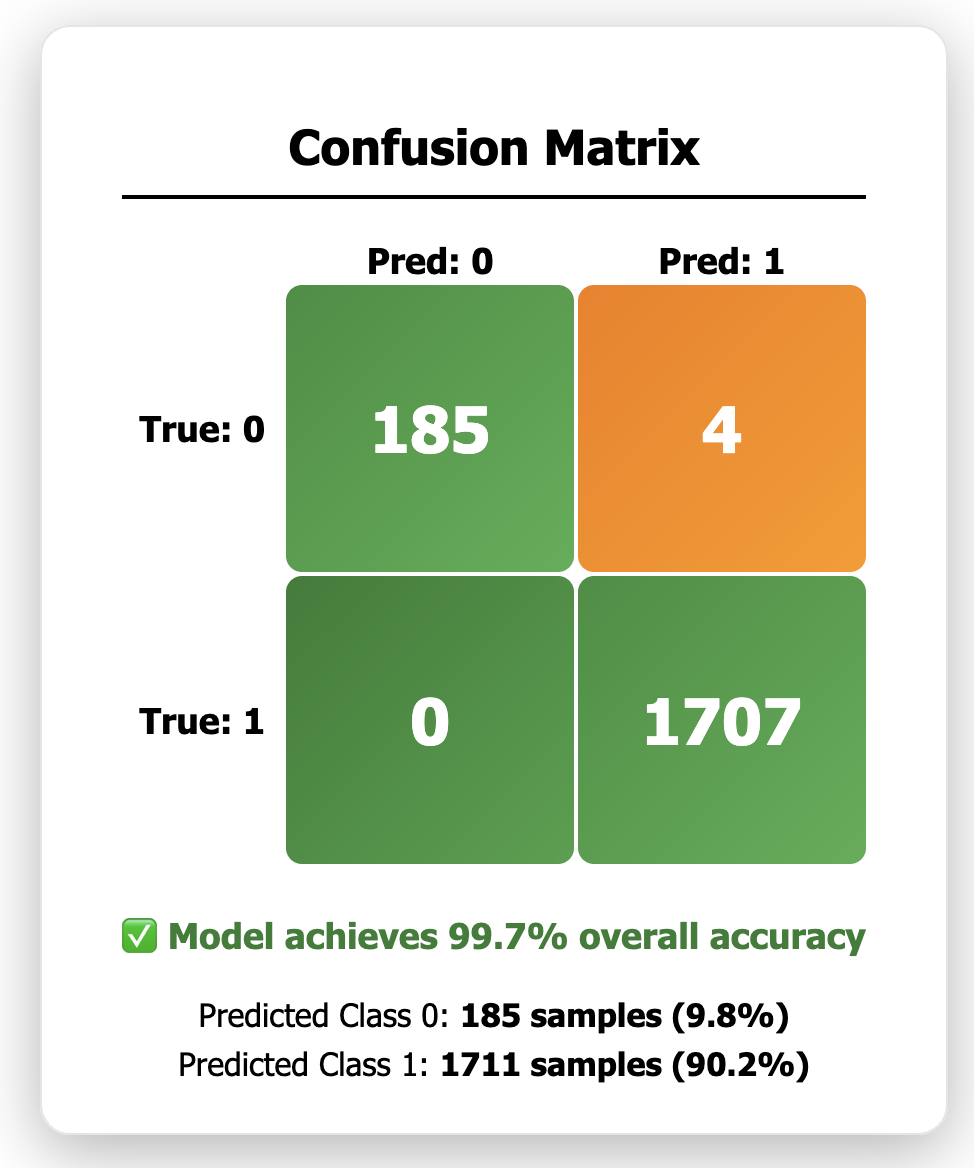 Confusion Matrix
Pred: 0 Pred: 1
True: 0 185 4
True: 1 0 1707
✅ Model achieves 99.7% overall accuracy
Predicted Class 0: 185 samples (9.8%)
Predicted Class 1: 1711 samples (90.2%)